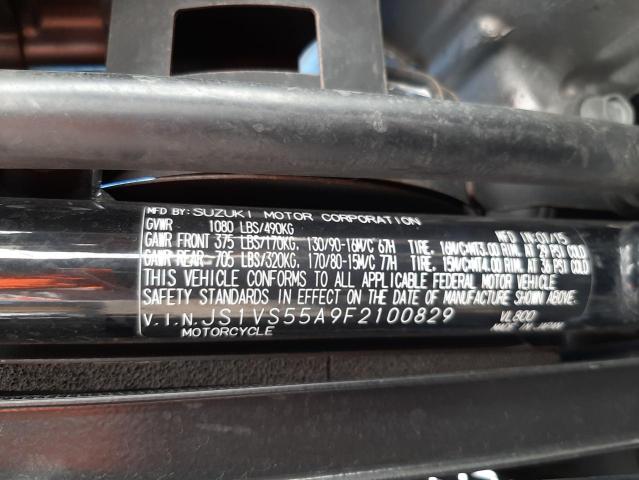 MFD BY: SUZUKI MOTOR CORPORATION MFD IN: 01/15
GVWR 1080 LBS/490KG
GAWR FRONT 375 LBS/170KG. 130/90-16M/C 67H TIRE, 16M/C×MT3.00 RIM, AT 29 PSI COLD
GAWR REAR 705 LBS/320KG. 170/80-15M/C 77H TIRE, 15M/C×MT4.00 RIM, AT 36 PSI COLD
THIS VEHICLE CONFORMS TO ALL APPLICABLE FEDERAL MOTOR VEHICLE
SAFETY STANDARDS IN EFFECT ON THE DATE OF MANUFACTURE SHOWN ABOVE.
V.I.N. JS1VS55A9F2100829 VL800
MOTORCYCLE MADE IN JAPAN